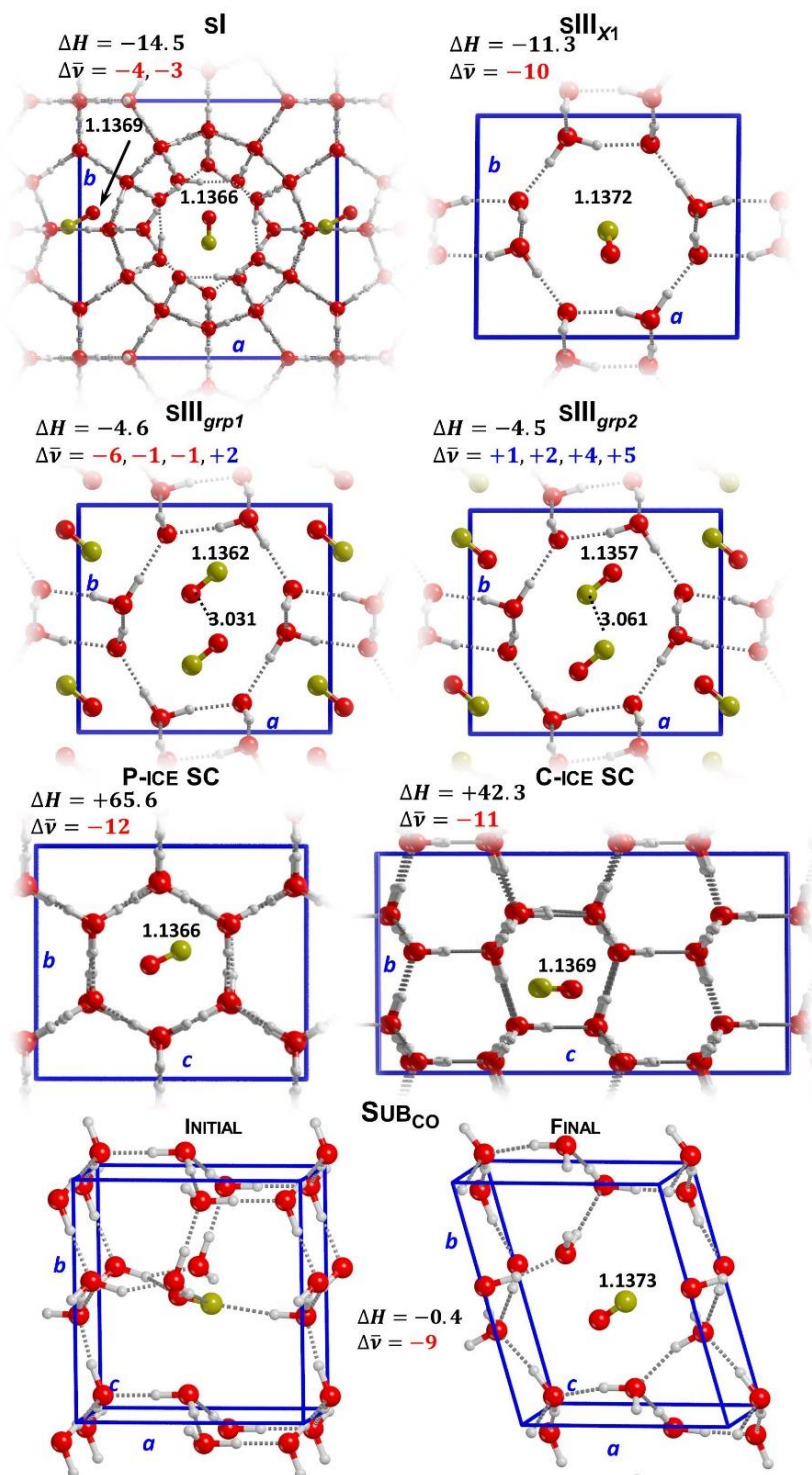 sI
ΔH = −14.5
Δν̄ = −4, −3
1.1369
b
1.1366
a
sIII_X1
ΔH = −11.3
Δν̄ = −10
b
1.1372
a
sIII_grp1
ΔH = −4.6
Δν̄ = −6, −1, −1, +2
1.1362
b
3.031
a
sIII_grp2
ΔH = −4.5
Δν̄ = +1, +2, +4, +5
1.1357
b
3.061
a
P-ICE SC
ΔH = +65.6
Δν̄ = −12
1.1366
b
c
C-ICE SC
ΔH = +42.3
Δν̄ = −11
b
1.1369
c
SUB_CO
INITIAL
b
c
a
FINAL
b
1.1373
ΔH = −0.4
Δν̄ = −9
c
a